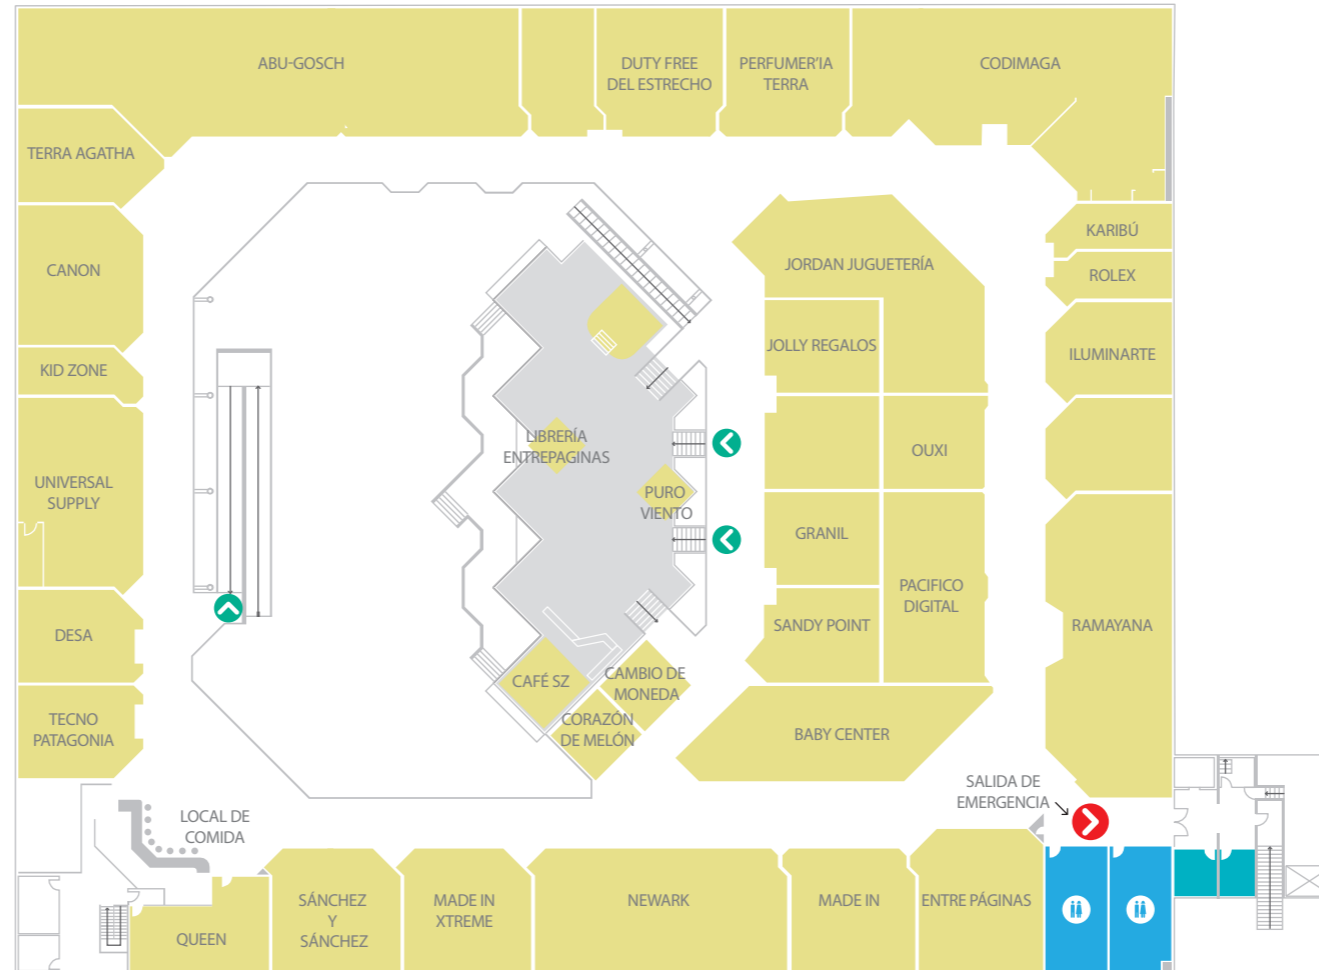 ABU-GOSCH
DUTY FREE
DEL ESTRECHO
PERFUMER'IA
TERRA
CODIMAGA
TERRA AGATHA
KARIBÚ
CANON
JORDAN JUGUETERÍA
ROLEX
JOLLY REGALOS
ILUMINARTE
KID ZONE
LIBRERÍA
ENTREPAGINAS
OUXI
UNIVERSAL
SUPPLY
PURO
VIENTO
GRANIL
PACIFICO
DIGITAL
DESA
SANDY POINT
RAMAYANA
CAFÉ SZ
CAMBIO DE
MONEDA
TECNO
PATAGONIA
CORAZÓN
DE MELÓN
BABY CENTER
SALIDA DE
EMERGENCIA
LOCAL DE
COMIDA
SÁNCHEZ
Y
SÁNCHEZ
MADE IN
XTREME
NEWARK
MADE IN
ENTRE PÁGINAS
QUEEN